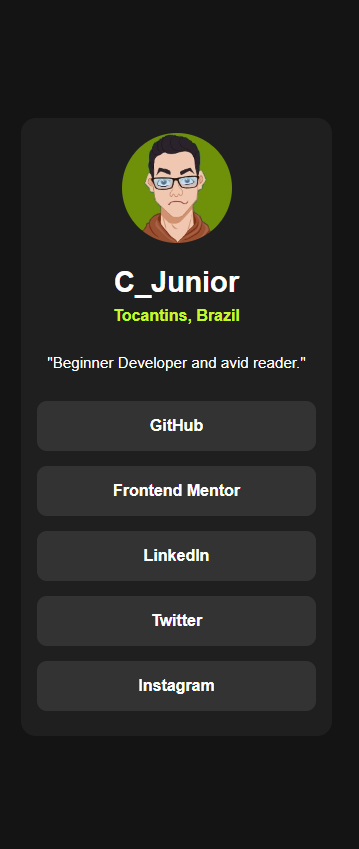 C_Junior
Tocantins, Brazil
"Beginner Developer and avid reader."
GitHub
Frontend Mentor
LinkedIn
Twitter
Instagram